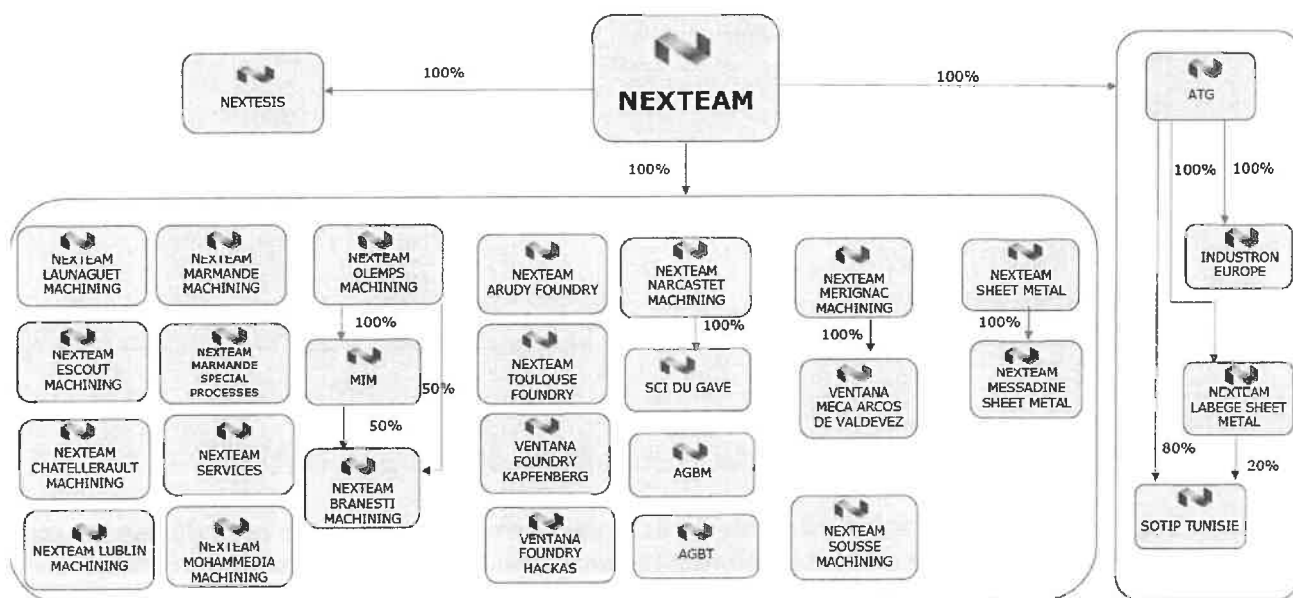 NEXTEAM
100%
NEXTESIS
100%
ATG
100%
100%
100%
INDUSTRON
EUROPE
NEXTEAM
LABEGE SHEET
METAL
80%
20%
SOTIP TUNISIE
NEXTEAM
LAUNAGUET
MACHINING
NEXTEAM
MARMANDE
MACHINING
NEXTEAM
OLEMPS
MACHINING
NEXTEAM
ARUDY FOUNDRY
NEXTEAM
NARCASTET
MACHINING
NEXTEAM
MERIGNAC
MACHINING
NEXTEAM
SHEET METAL
100%
100%
100%
100%
NEXTEAM
ESCOUT
MACHINING
NEXTEAM
MARMANDE
SPECIAL
PROCESSES
MIM
50%
NEXTEAM
TOULOUSE
FOUNDRY
SCI DU GAVE
VENTANA
MECA ARCOS
DE VALDEVEZ
NEXTEAM
MESSADINE
SHEET METAL
50%
NEXTEAM
CHATELLERAULT
MACHINING
NEXTEAM
SERVICES
NEXTEAM
BRANESTI
MACHINING
VENTANA
FOUNDRY
KAPFENBERG
AGBM
NEXTEAM LUBLIN
MACHINING
NEXTEAM
MOHAMMEDIA
MACHINING
VENTANA
FOUNDRY
HACKAS
AGBT
NEXTEAM
SOUSSE
MACHINING